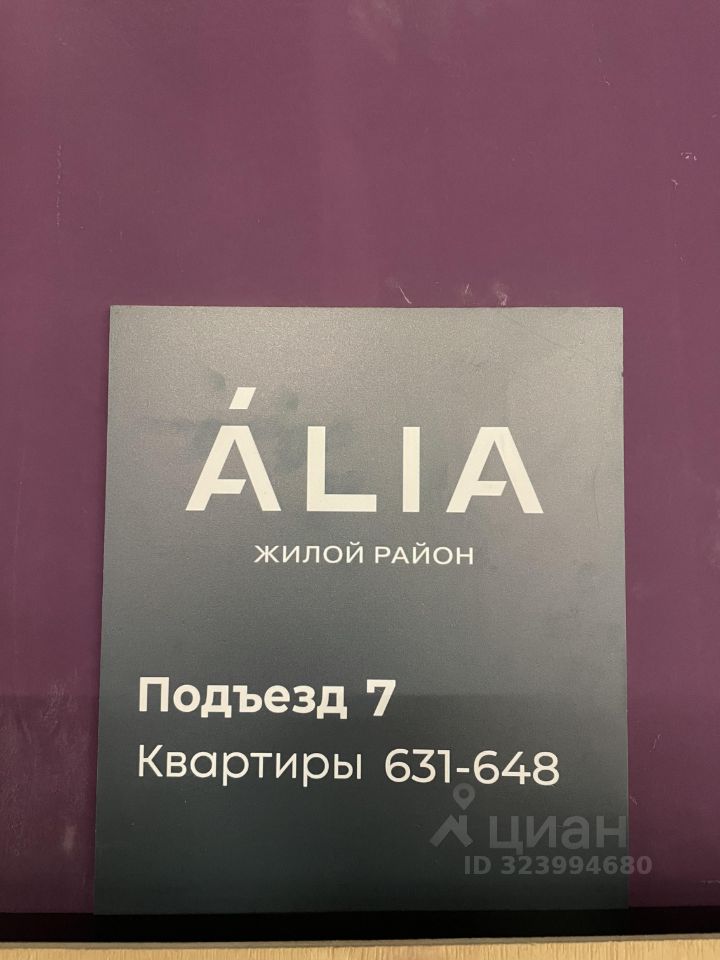 ÁLIA
ЖИЛОЙ РАЙОН
Подъезд 7
Квартиры 631-648
циан
ID 323994680